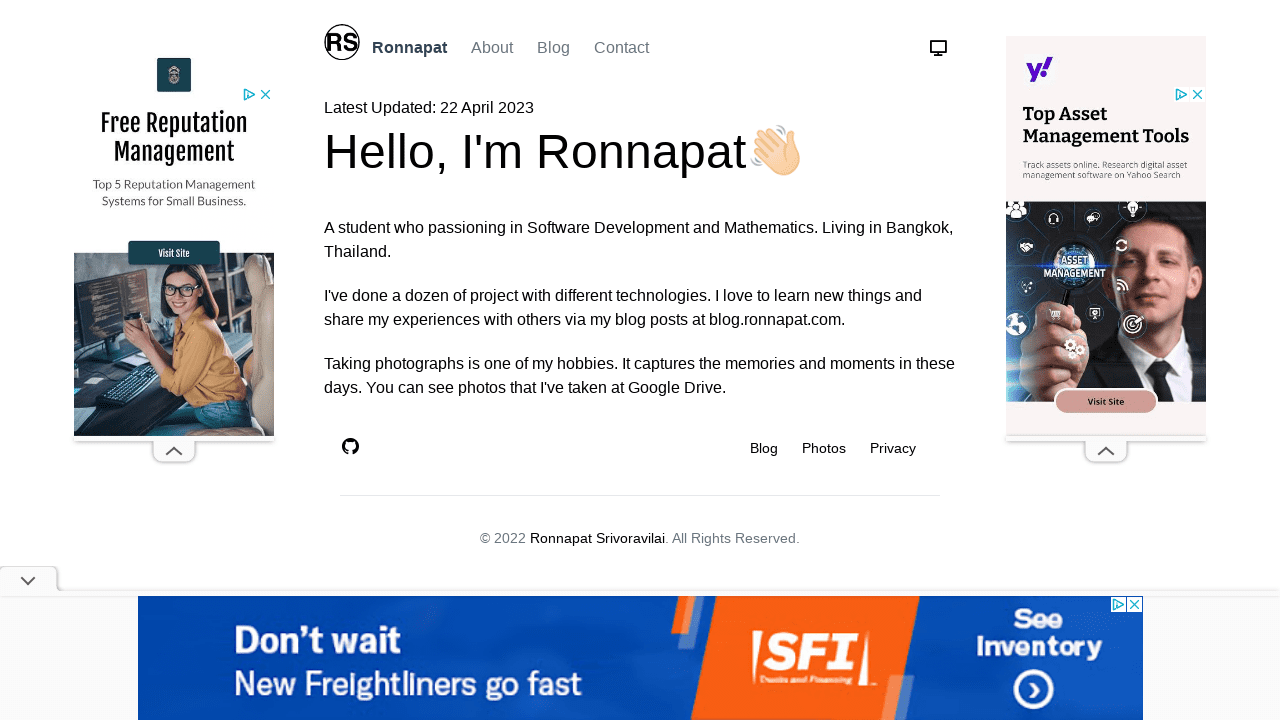 RS Ronnapat About Blog Contact
Latest Updated: 22 April 2023
Hello, I'm Ronnapat
A student who passioning in Software Development and Mathematics. Living in Bangkok,
Thailand.
I've done a dozen of project with different technologies. I love to learn new things and
share my experiences with others via my blog posts at blog.ronnapat.com.
Taking photographs is one of my hobbies. It captures the memories and moments in these
days. You can see photos that I've taken at Google Drive.
Blog Photos Privacy
© 2022 Ronnapat Srivoravilai. All Rights Reserved.
Free Reputation
Management
Top 5 Reputation Management
Systems for Small Business.
Visit Site
y!
Top Asset
Management Tools
Track assets online. Research digital asset
management software on Yahoo Search
ASSET
MANAGEMENT
Visit Site
Don't wait
New Freightliners go fast
SFI
Trucks and Financing
See
Inventory